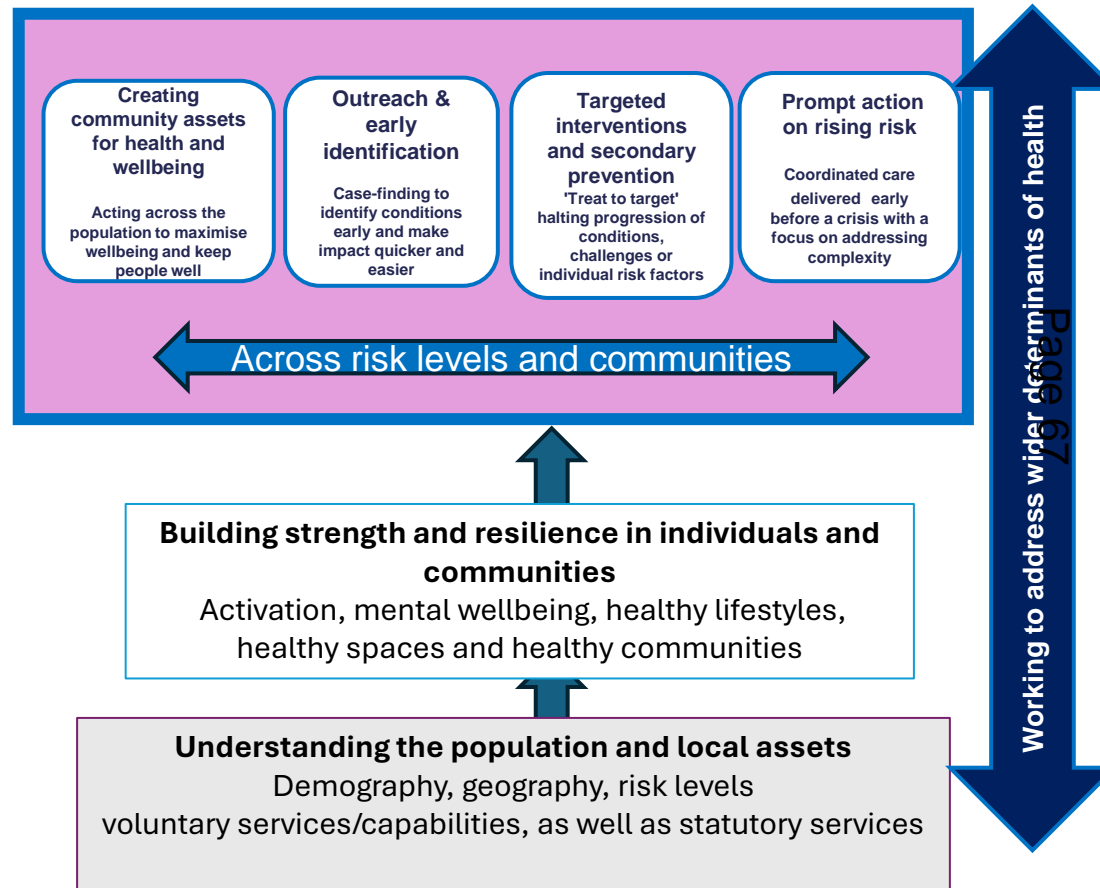 Creating
community assets
for health and
wellbeing
Acting across the
population to maximise
wellbeing and keep
people well
Outreach &
early
identification
Case-finding to
identify conditions
early and make
impact quicker and
easier
Targeted
interventions
and secondary
prevention
'Treat to target'
halting progression of
conditions,
challenges or
individual risk factors
Prompt action
on rising risk
Coordinated care
delivered early
before a crisis with a
focus on addressing
complexity
Across risk levels and communities
Building strength and resilience in individuals and
communities
Activation, mental wellbeing, healthy lifestyles,
healthy spaces and healthy communities
Understanding the population and local assets
Demography, geography, risk levels
voluntary services/capabilities, as well as statutory services
Working to address wider determinants of health
Page 67